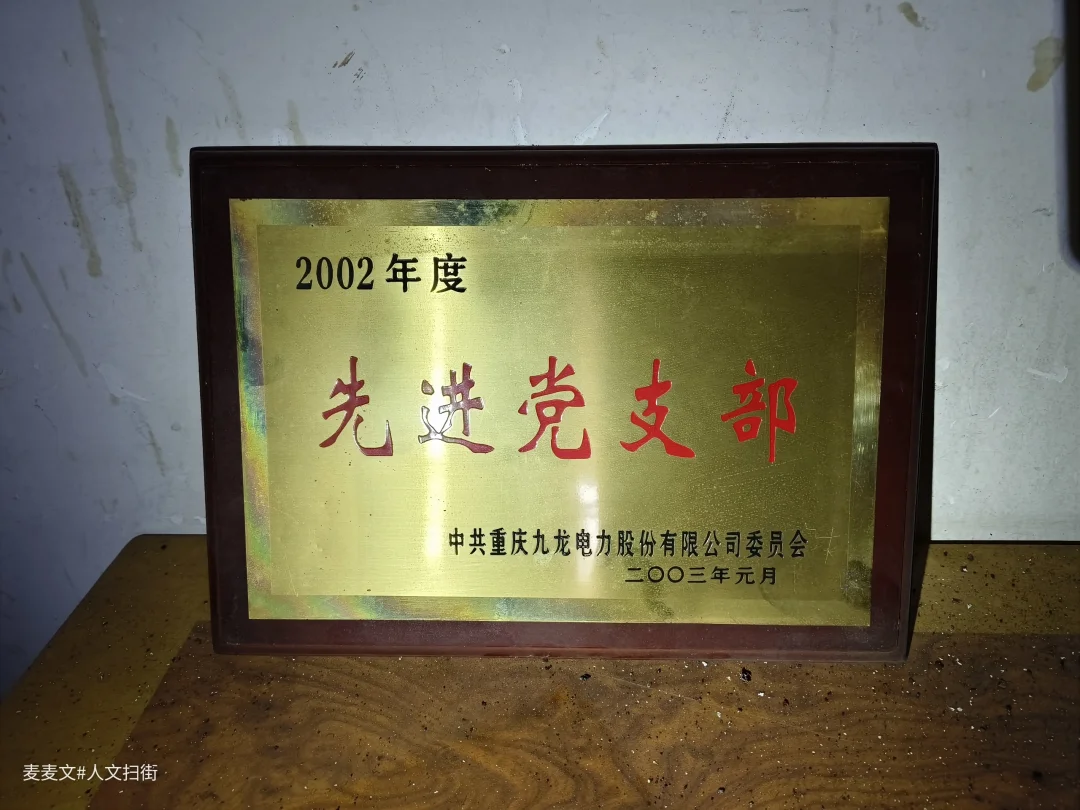 2002年度
先进党支部
中共重庆九龙电力股份有限公司委员会
二〇〇三年元月
麦麦文#人文扫街